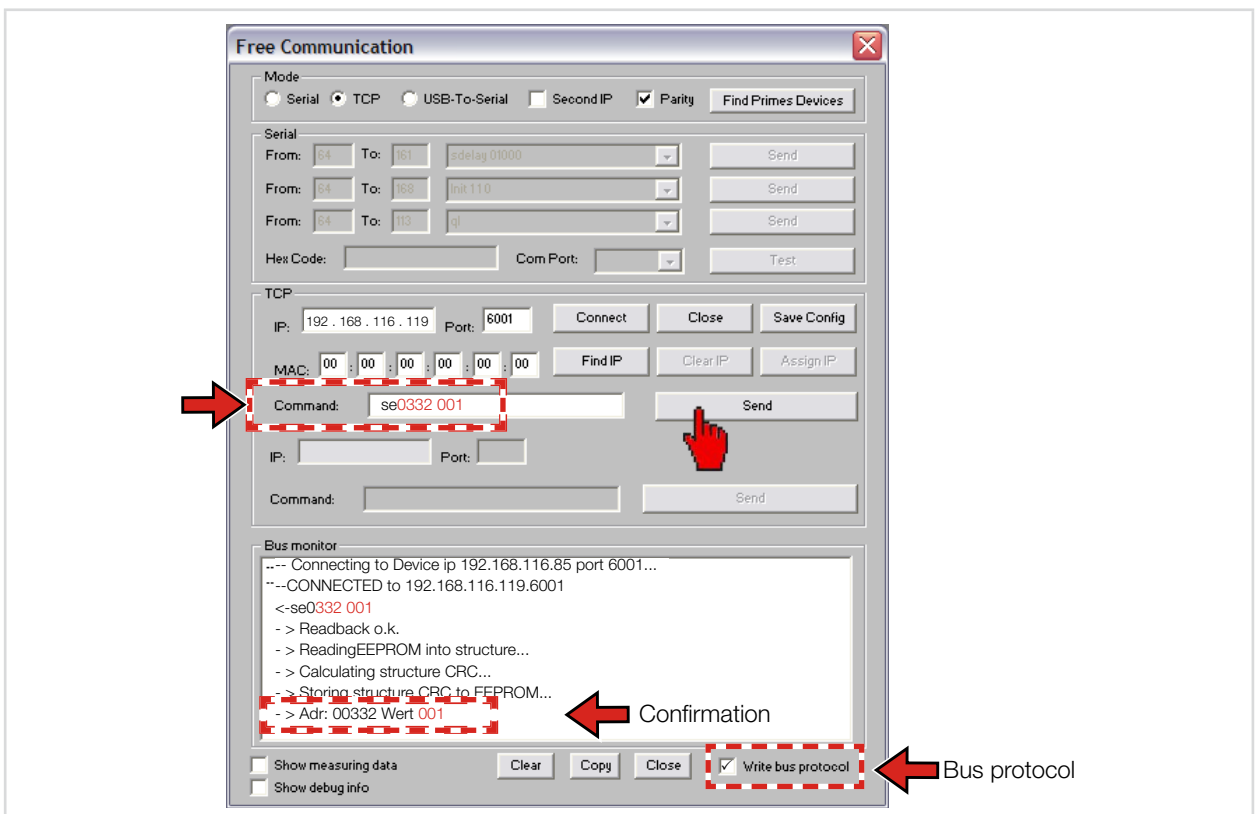 Free Communication
Mode
Serial TCP USB-To-Serial Second IP Parity Find Primes Devices
Serial
From: 64 To: 161 sdelay 01000 Send
From: 64 To: 168 Init 110 Send
From: 64 To: 113 ql Send
Hex Code: Com Port: Test
TCP
IP: 192 . 168 . 116 . 119 Port: 6001 Connect Close Save Config
MAC: 00 : 00 : 00 : 00 : 00 : 00 Find IP Clear IP Assign IP
Command: se0332 001 Send
IP: Port:
Command: Send
Bus monitor
--- Connecting to Device ip 192.168.116.85 port 6001...
---CONNECTED to 192.168.116.119.6001
<-se0332 001
- > Readback o.k.
- > ReadingEEPROM into structure...
- > Calculating structure CRC...
- > Storing structure CRC to EEPROM...
- > Adr: 00332 Wert 001 Confirmation
Show measuring data Clear Copy Close Write bus protocol Bus protocol
Show debug info